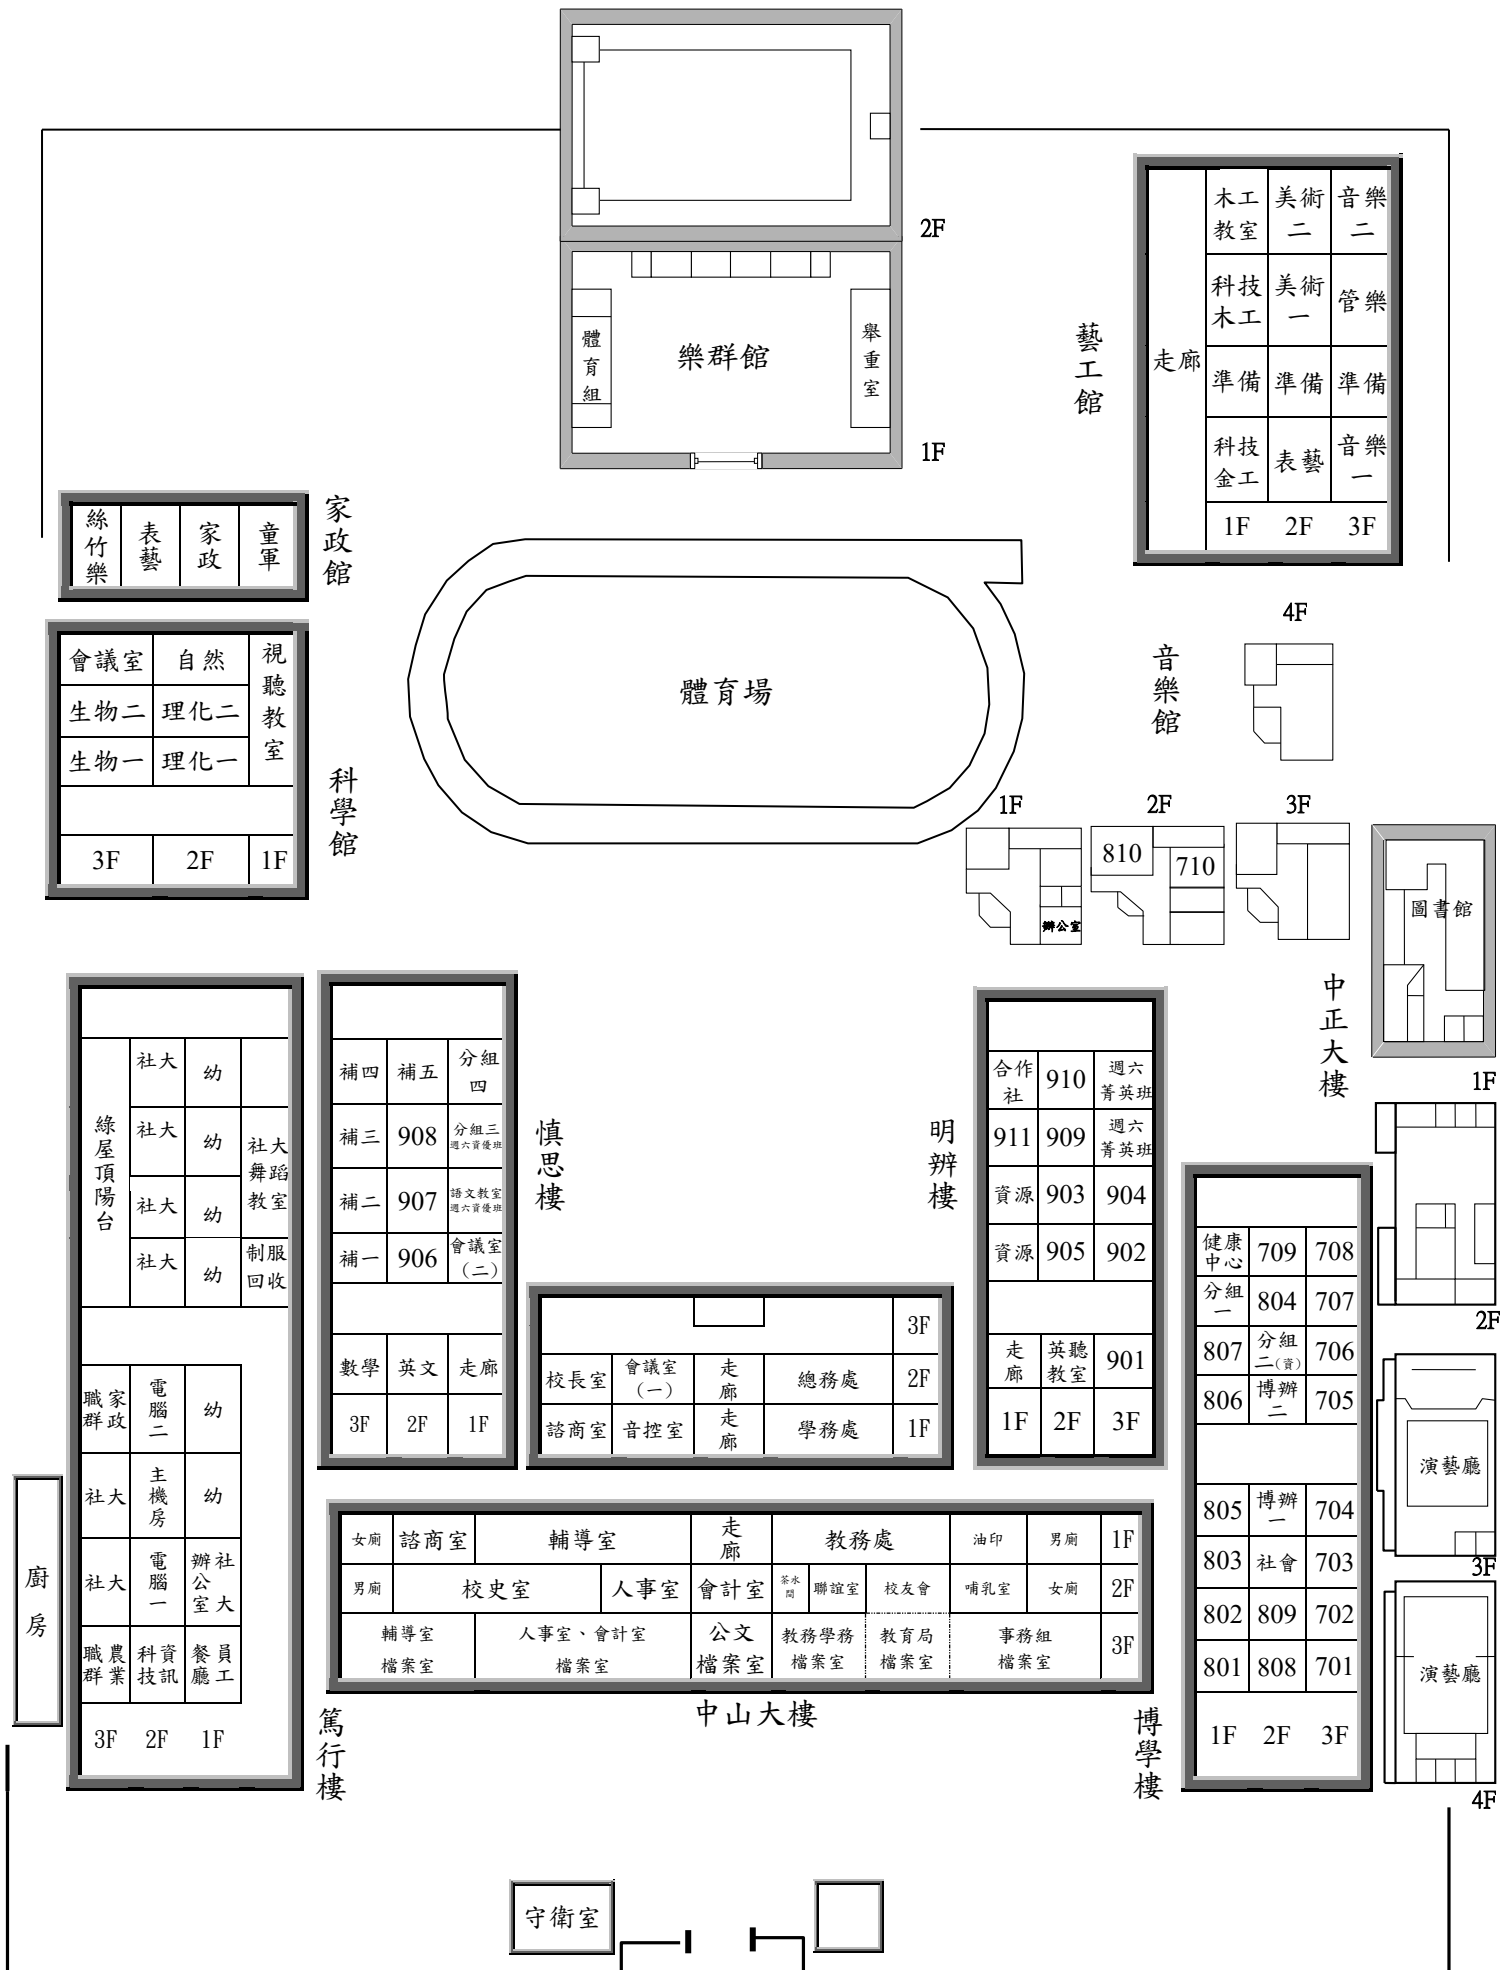 2F
體育組
樂群館
舉重室
1F
藝工館
走廊
木工教室 美術二 音樂二
科技木工 美術一 管樂
準備 準備 準備
科技金工 表藝 音樂一
1F 2F 3F
絲竹樂 表藝 家政 童軍
家政館
會議室 自然 視聽教室
生物二 理化二
生物一 理化一
3F 2F 1F
科學館
體育場
音樂館
4F
1F
辦公室
2F
810
710
3F
圖書館
中正大樓
1F
2F
演藝廳
3F
演藝廳
4F
綠屋頂陽台
社大 幼
社大 幼 社大舞蹈教室
社大 幼
社大 幼 制服回收
職群家政 電腦二 幼
社大 主機房 幼
社大 電腦一 辦公室社大
職群農業 科技資訊 餐廳員工
3F 2F 1F
篤行樓
廚房
補四 補五 分組四
補三 908 分組三週六資優班
補二 907 語文教室週六資優班
補一 906 會議室(二)
數學 英文 走廊
3F 2F 1F
慎思樓
3F
校長室 會議室(一) 走廊 總務處 2F
諮商室 音控室 走廊 學務處 1F
明辨樓
合作社 910 週六菁英班
911 909 週六菁英班
資源 903 904
資源 905 902
走廊 英聽教室 901
1F 2F 3F
健康中心 709 708
分組一 804 707
807 分組二(資) 706
806 博辨二 705
805 博辨一 704
803 社會 703
802 809 702
801 808 701
1F 2F 3F
博學樓
女廁 諮商室 輔導室 走廊 教務處 油印 男廁 1F
男廁 校史室 人事室 會計室 茶水間 聯誼室 校友會 哺乳室 女廁 2F
輔導室檔案室 人事室、會計室檔案室 公文檔案室 教務學務檔案室 教育局檔案室 事務組檔案室 3F
中山大樓
守衛室